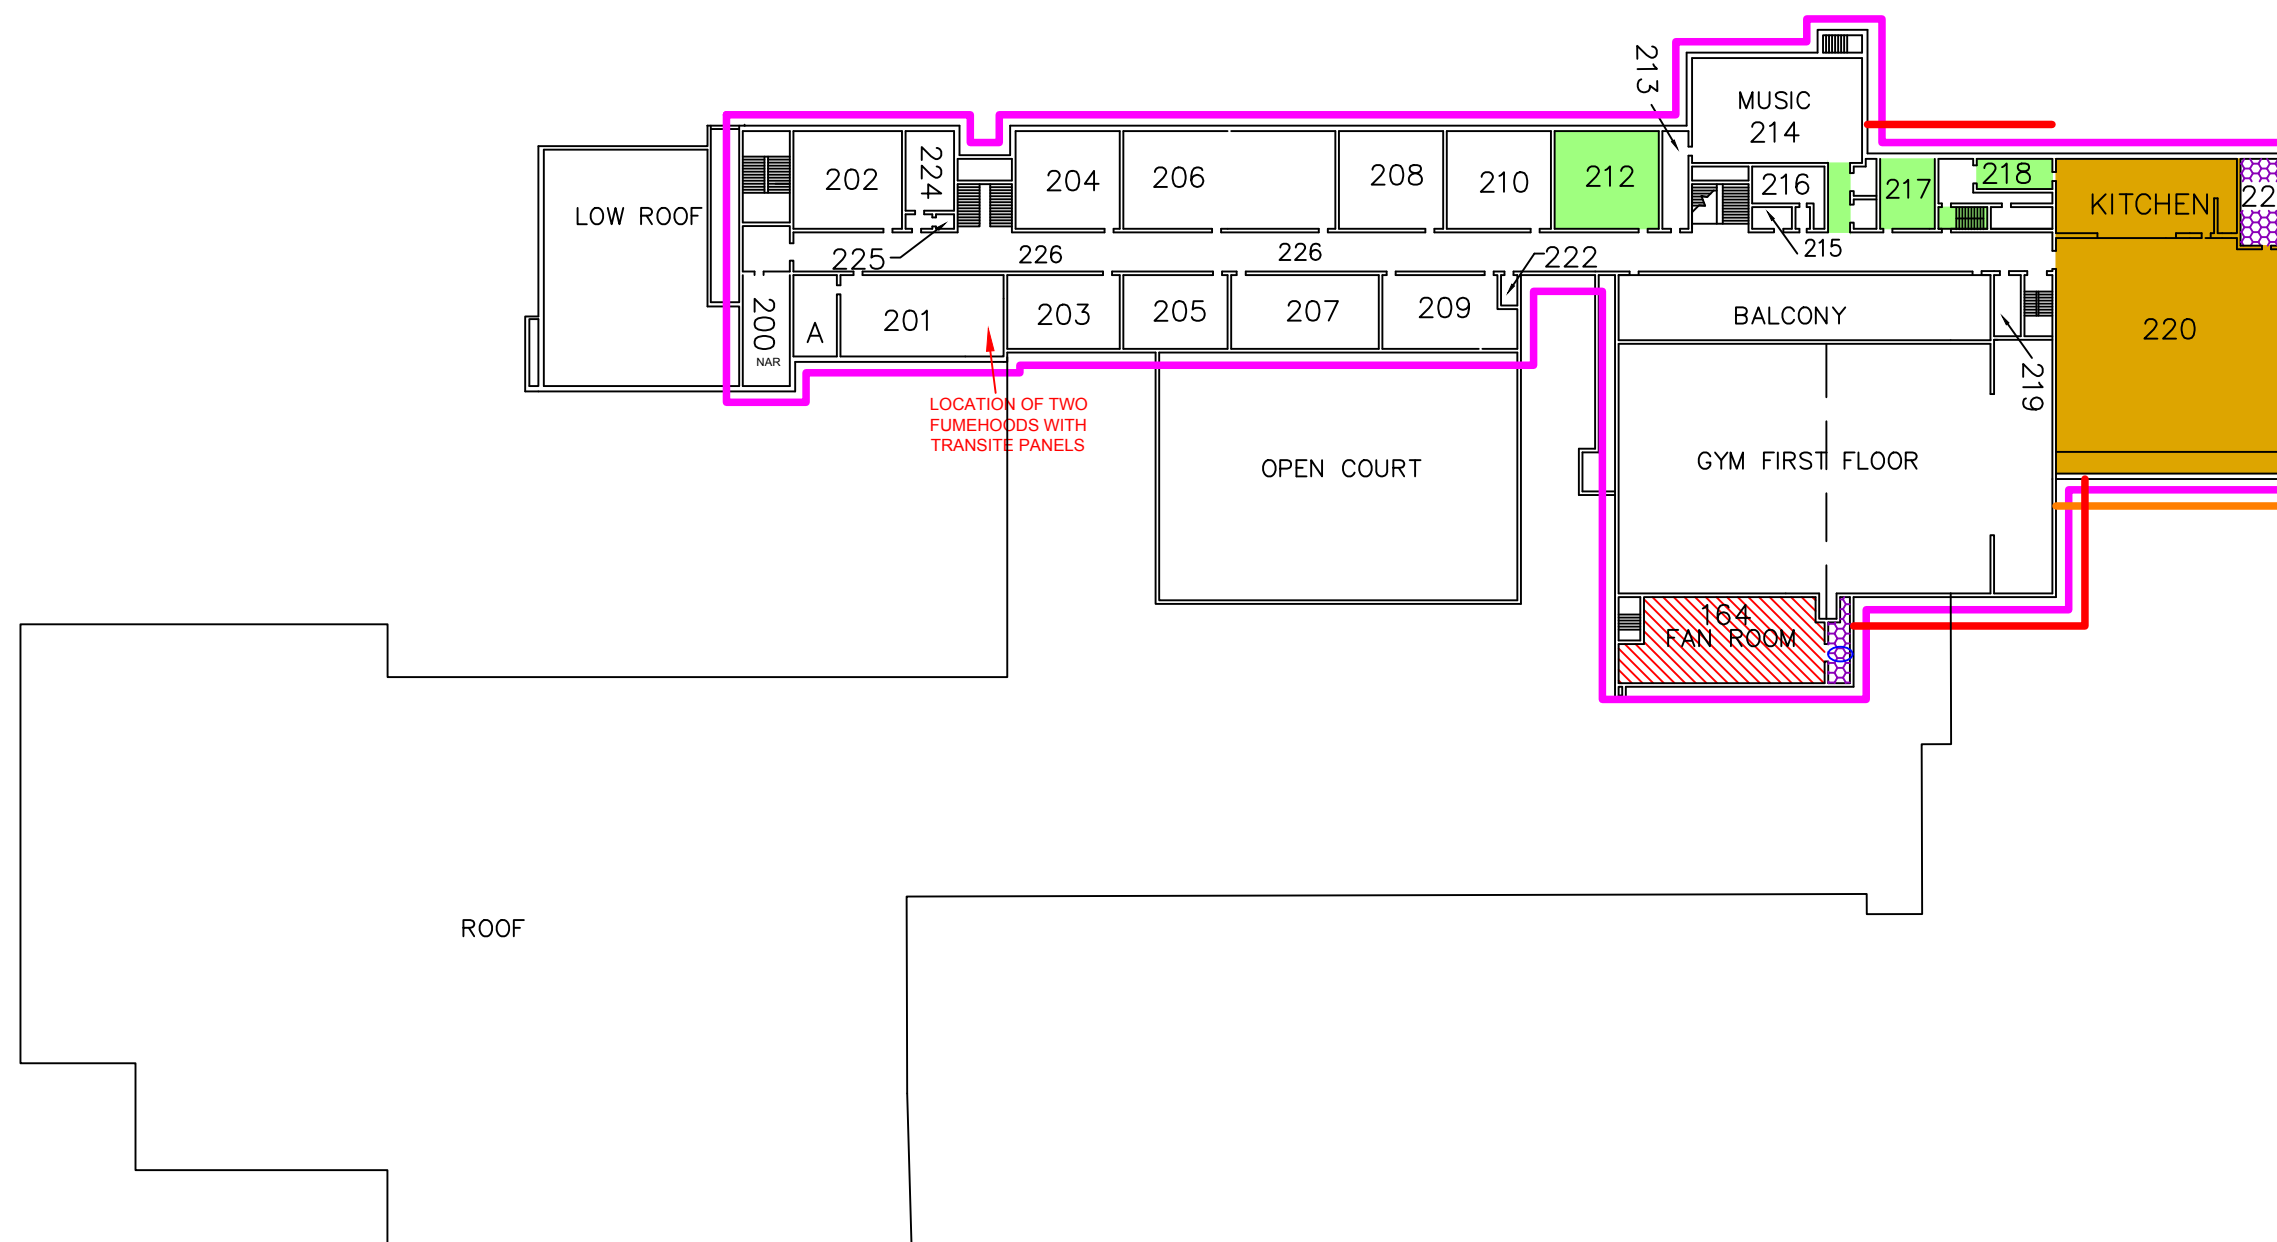 213
MUSIC
214
202
224
204
206
208
210
212
216
217
218
KITCHEN
22
LOW ROOF
225
226
226
222
215
200
NAR
A
201
203
205
207
209
BALCONY
220
219
LOCATION OF TWO
FUMEHOODS WITH
TRANSITE PANELS
OPEN COURT
GYM FIRST FLOOR
164
FAN ROOM
ROOF